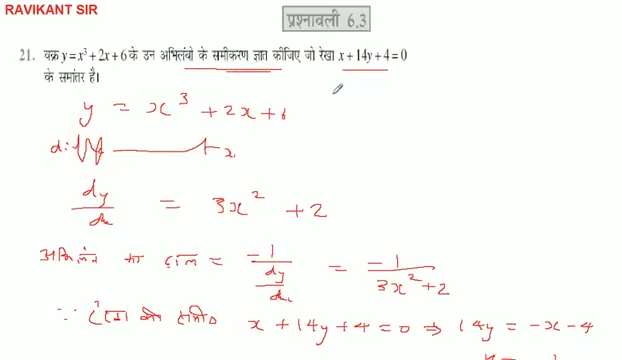 RAVIKANT SIR
प्रश्नावली 6.3
21. वक्र y = x³ + 2x + 6 के उन अभिलंबो के समीकरण ज्ञात कीजिए जो रेखा x + 14y + 4 = 0
के समांतर है।
y = x³ + 2x + 6
dy/dx = 3x² + 2
अभिलंब का ढाल = -1/(dy/dx) = -1/(3x² + 2)
∵ रेखा x + 14y + 4 = 0 ⇒ 14y = -x - 4